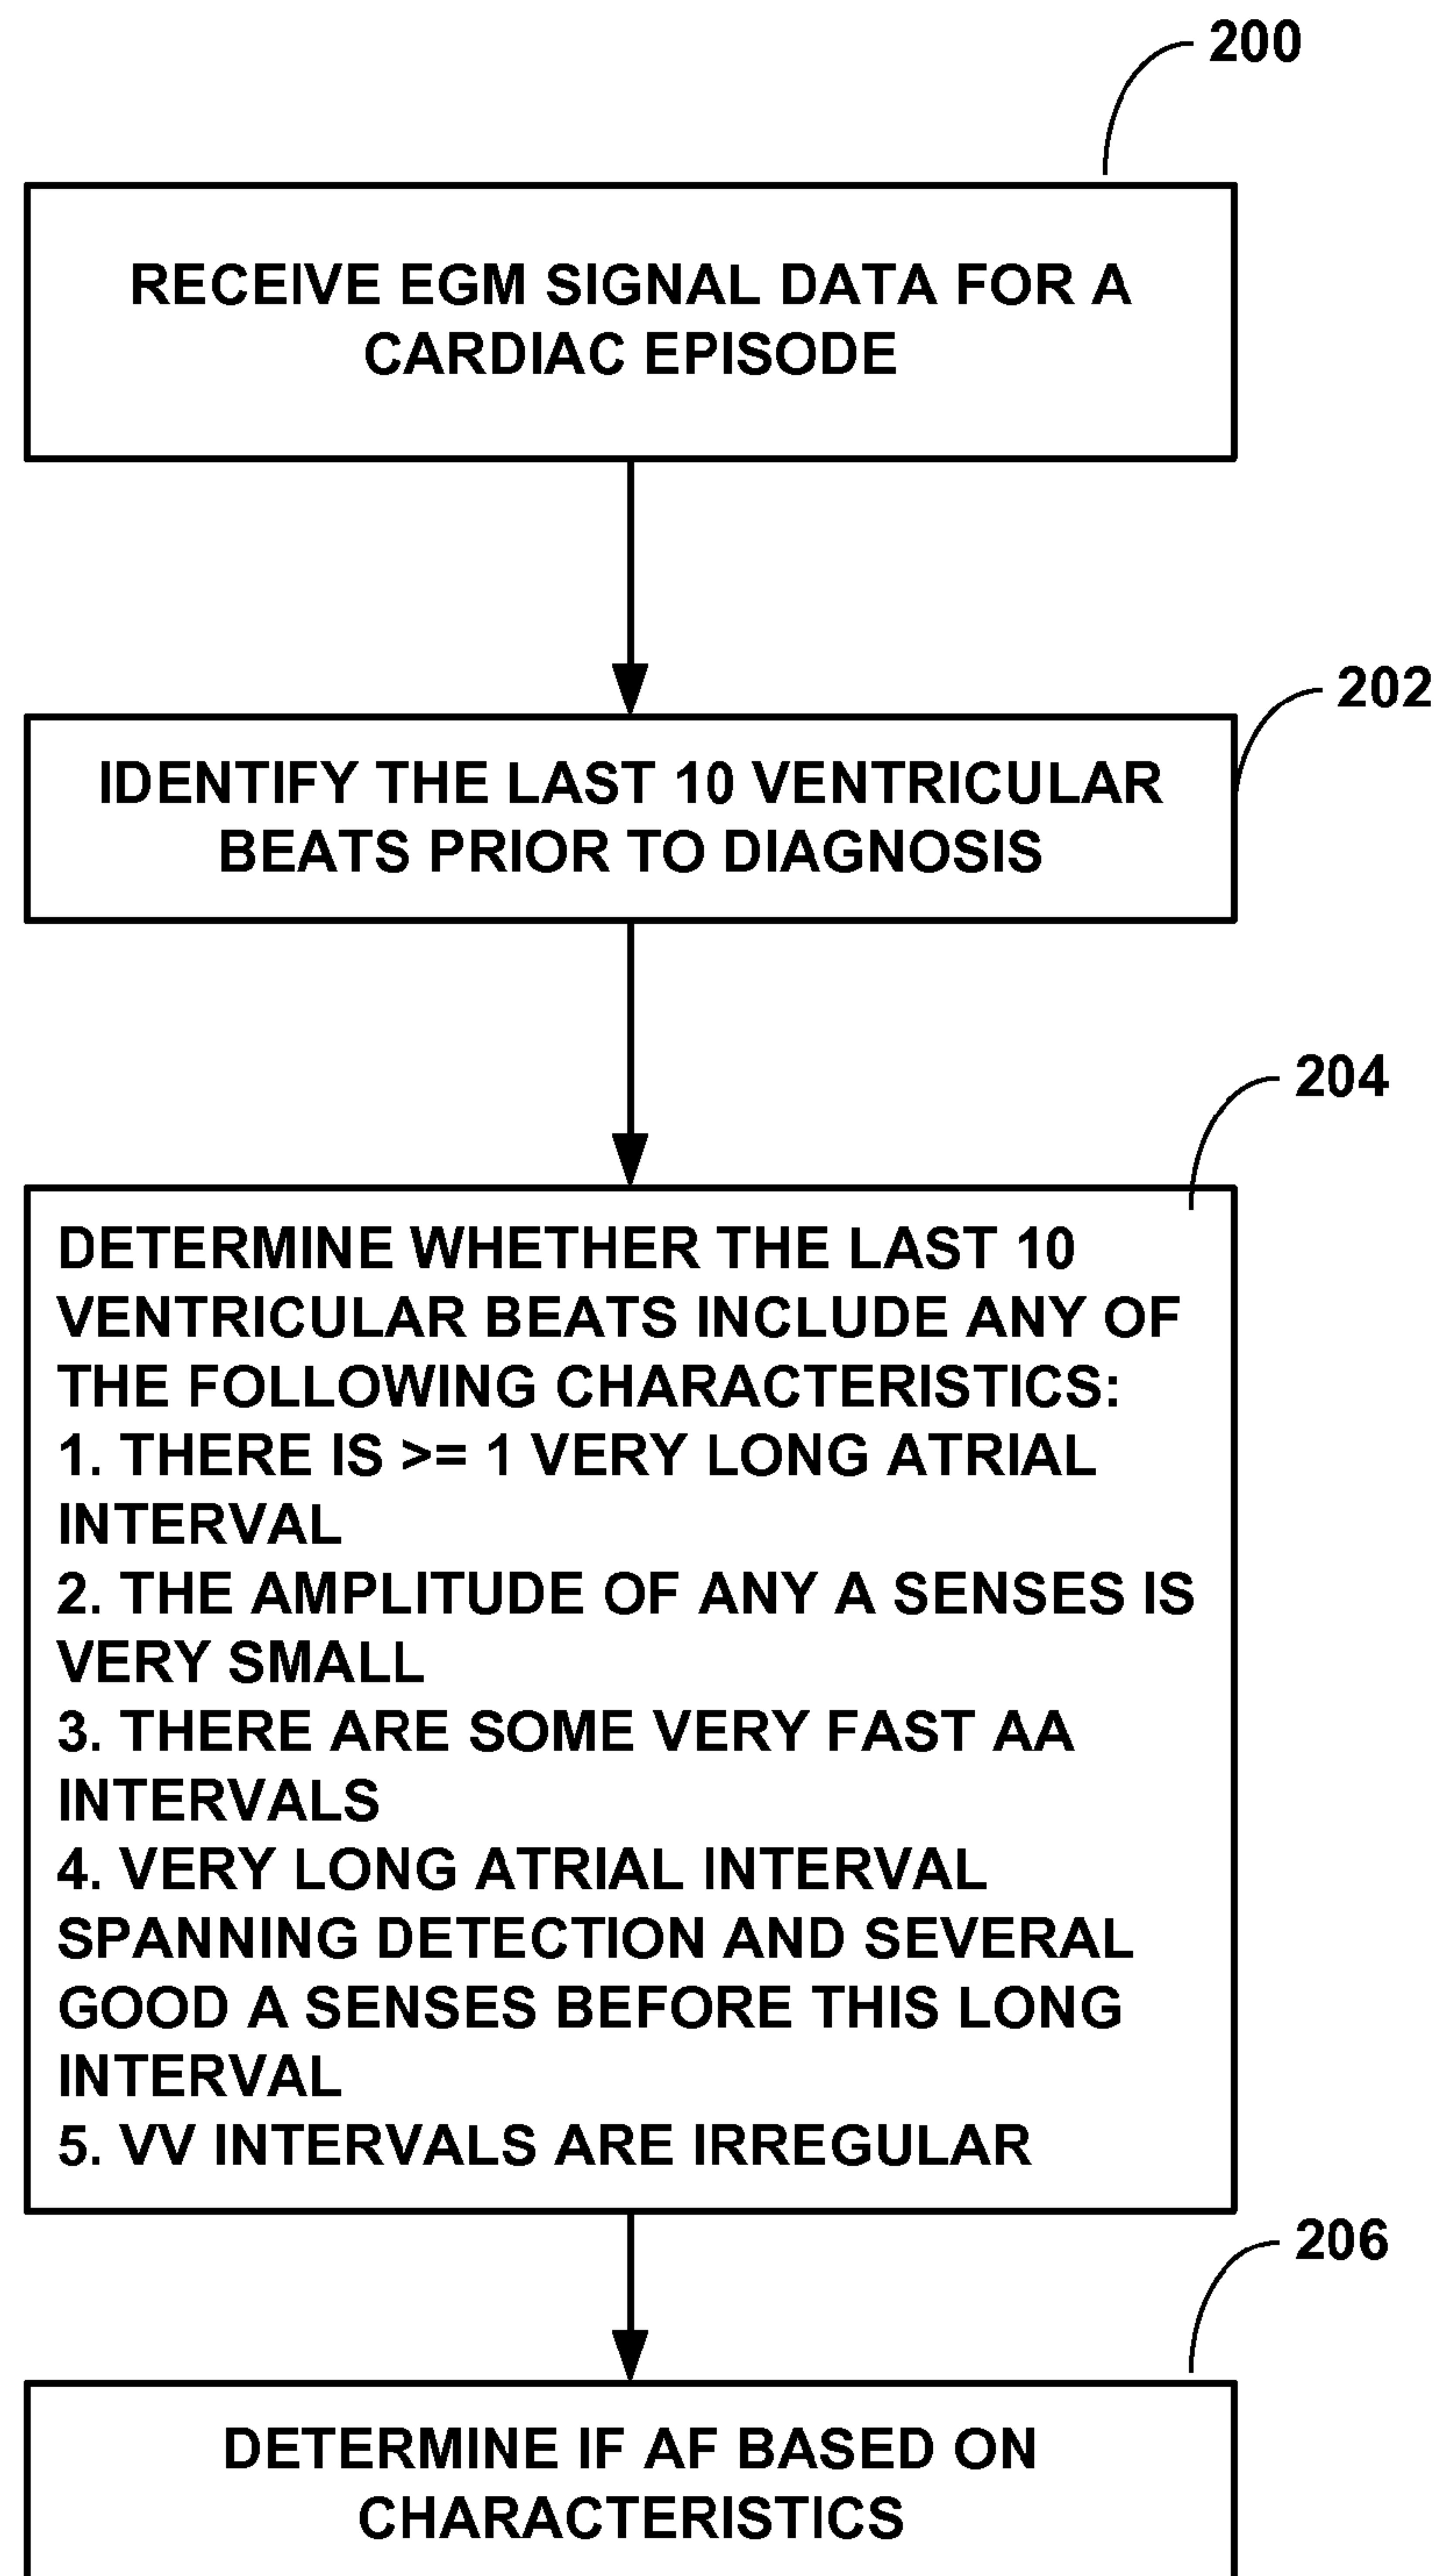 200
RECEIVE EGM SIGNAL DATA FOR A
CARDIAC EPISODE
202
IDENTIFY THE LAST 10 VENTRICULAR
BEATS PRIOR TO DIAGNOSIS
204
DETERMINE WHETHER THE LAST 10
VENTRICULAR BEATS INCLUDE ANY OF
THE FOLLOWING CHARACTERISTICS:
1. THERE IS >= 1 VERY LONG ATRIAL
INTERVAL
2. THE AMPLITUDE OF ANY A SENSES IS
VERY SMALL
3. THERE ARE SOME VERY FAST AA
INTERVALS
4. VERY LONG ATRIAL INTERVAL
SPANNING DETECTION AND SEVERAL
GOOD A SENSES BEFORE THIS LONG
INTERVAL
5. VV INTERVALS ARE IRREGULAR
206
DETERMINE IF AF BASED ON
CHARACTERISTICS